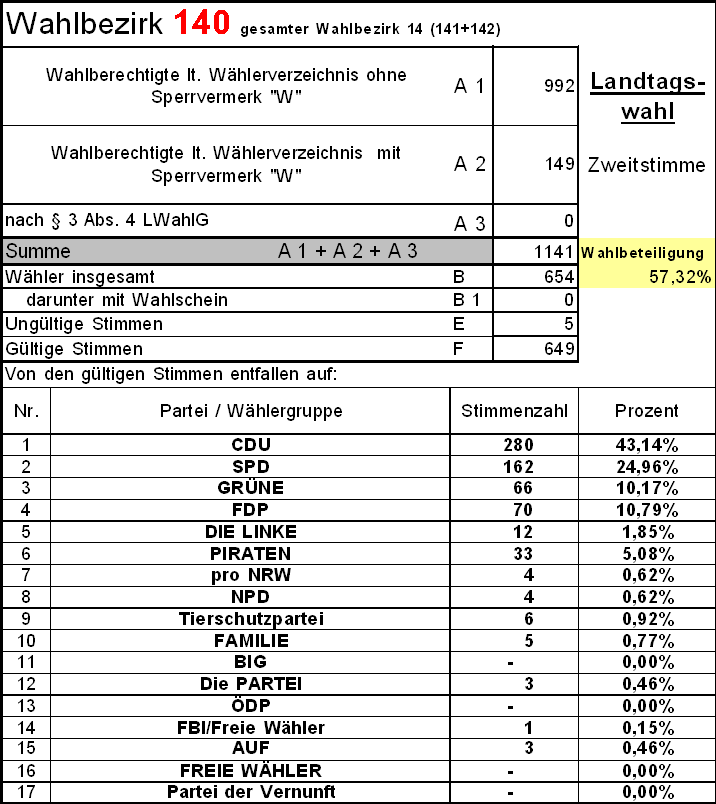 Wahlbezirk 140 gesamter Wahlbezirk 14 (141+142)
Wahlberechtigte lt. Wählerverzeichnis ohne
Sperrvermerk "W" A 1 992
Landtags-
wahl
Wahlberechtigte lt. Wählerverzeichnis mit
Sperrvermerk "W" A 2 149
Zweitstimme
nach § 3 Abs. 4 LWahlG A 3 0
Summe A 1 + A 2 + A 3 1141 Wahlbeteiligung
Wähler insgesamt B 654 57,32%
darunter mit Wahlschein B 1 0
Ungültige Stimmen E 5
Gültige Stimmen F 649
Von den gültigen Stimmen entfallen auf:
Nr. Partei / Wählergruppe Stimmenzahl Prozent
1 CDU 280 43,14%
2 SPD 162 24,96%
3 GRÜNE 66 10,17%
4 FDP 70 10,79%
5 DIE LINKE 12 1,85%
6 PIRATEN 33 5,08%
7 pro NRW 4 0,62%
8 NPD 4 0,62%
9 Tierschutzpartei 6 0,92%
10 FAMILIE 5 0,77%
11 BIG - 0,00%
12 Die PARTEI 3 0,46%
13 ÖDP - 0,00%
14 FBI/Freie Wähler 1 0,15%
15 AUF 3 0,46%
16 FREIE WÄHLER - 0,00%
17 Partei der Vernunft - 0,00%